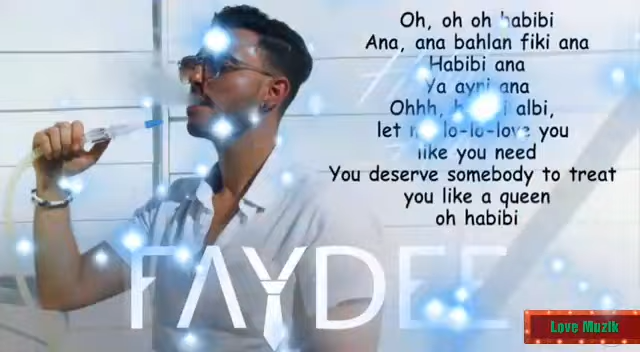 Oh, oh oh habibi
Ana, ana bahlan fiki ana
Habibi ana
Ya ayni ana
Ohhh, albi,
let lo-lo-love you
like you need
You deserve somebody to treat
you like a queen
oh habibi
FAYDEE
Love Muzik